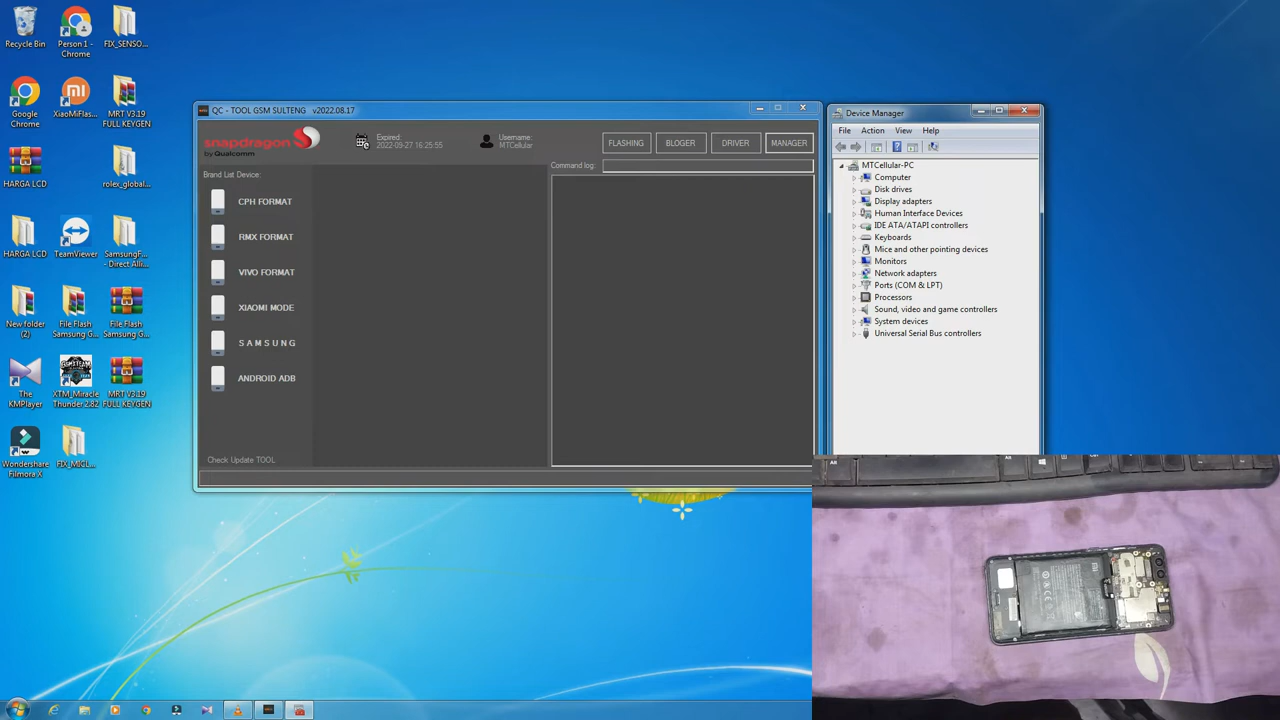 Recycle Bin
Person 1 -
Chrome
FIX_SENSO...
Google
Chrome
XiaoMiFlas...
MRT V3.19
FULL KEYGEN
HARGA LCD
rolex_global...
HARGA LCD
TeamViewer
SamsungF...
- Direct Alli...
New folder
(2)
File Flash
Samsung G...
File Flash
Samsung G...
The
KMPlayer
XTM_Miracle
Thunder 2.82
MRT V3.19
FULL KEYGEN
Wondershare
Filmora X
FIX_MICL...
QC - TOOL GSM SULTENG v2022.08.17
snapdragon
by Qualcomm
Expired:
2022-09-27 16:25:55
Username:
MTCellular
FLASHING
BLOGER
DRIVER
MANAGER
Brand List Device:
Command log:
CPH FORMAT
RMX FORMAT
VIVO FORMAT
XIAOMI MODE
S A M S U N G
ANDROID ADB
Check Update TOOL
Device Manager
File Action View Help
MTCellular-PC
Computer
Disk drives
Display adapters
Human Interface Devices
IDE ATA/ATAPI controllers
Keyboards
Mice and other pointing devices
Monitors
Network adapters
Ports (COM & LPT)
Processors
Sound, video and game controllers
System devices
Universal Serial Bus controllers